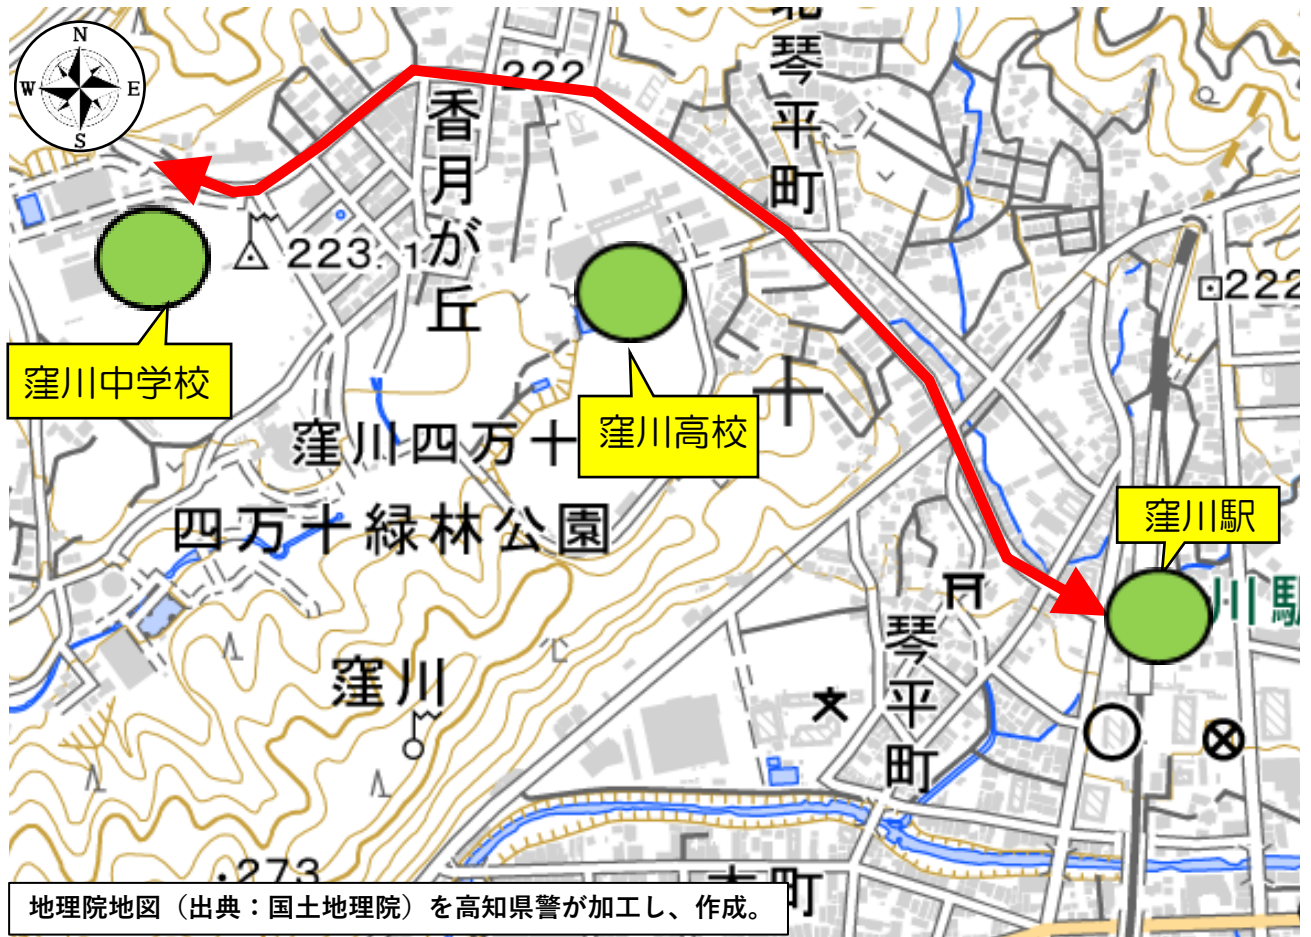 N
W
E
S
北琴平町
222
香月が丘
223.1
222
窪川中学校
窪川高校
窪川四万十
十
四万十緑林公園
窪川駅
川駅
窪川
琴平町
273
町
地理院地図（出典：国土地理院）を高知県警が加工し、作成。